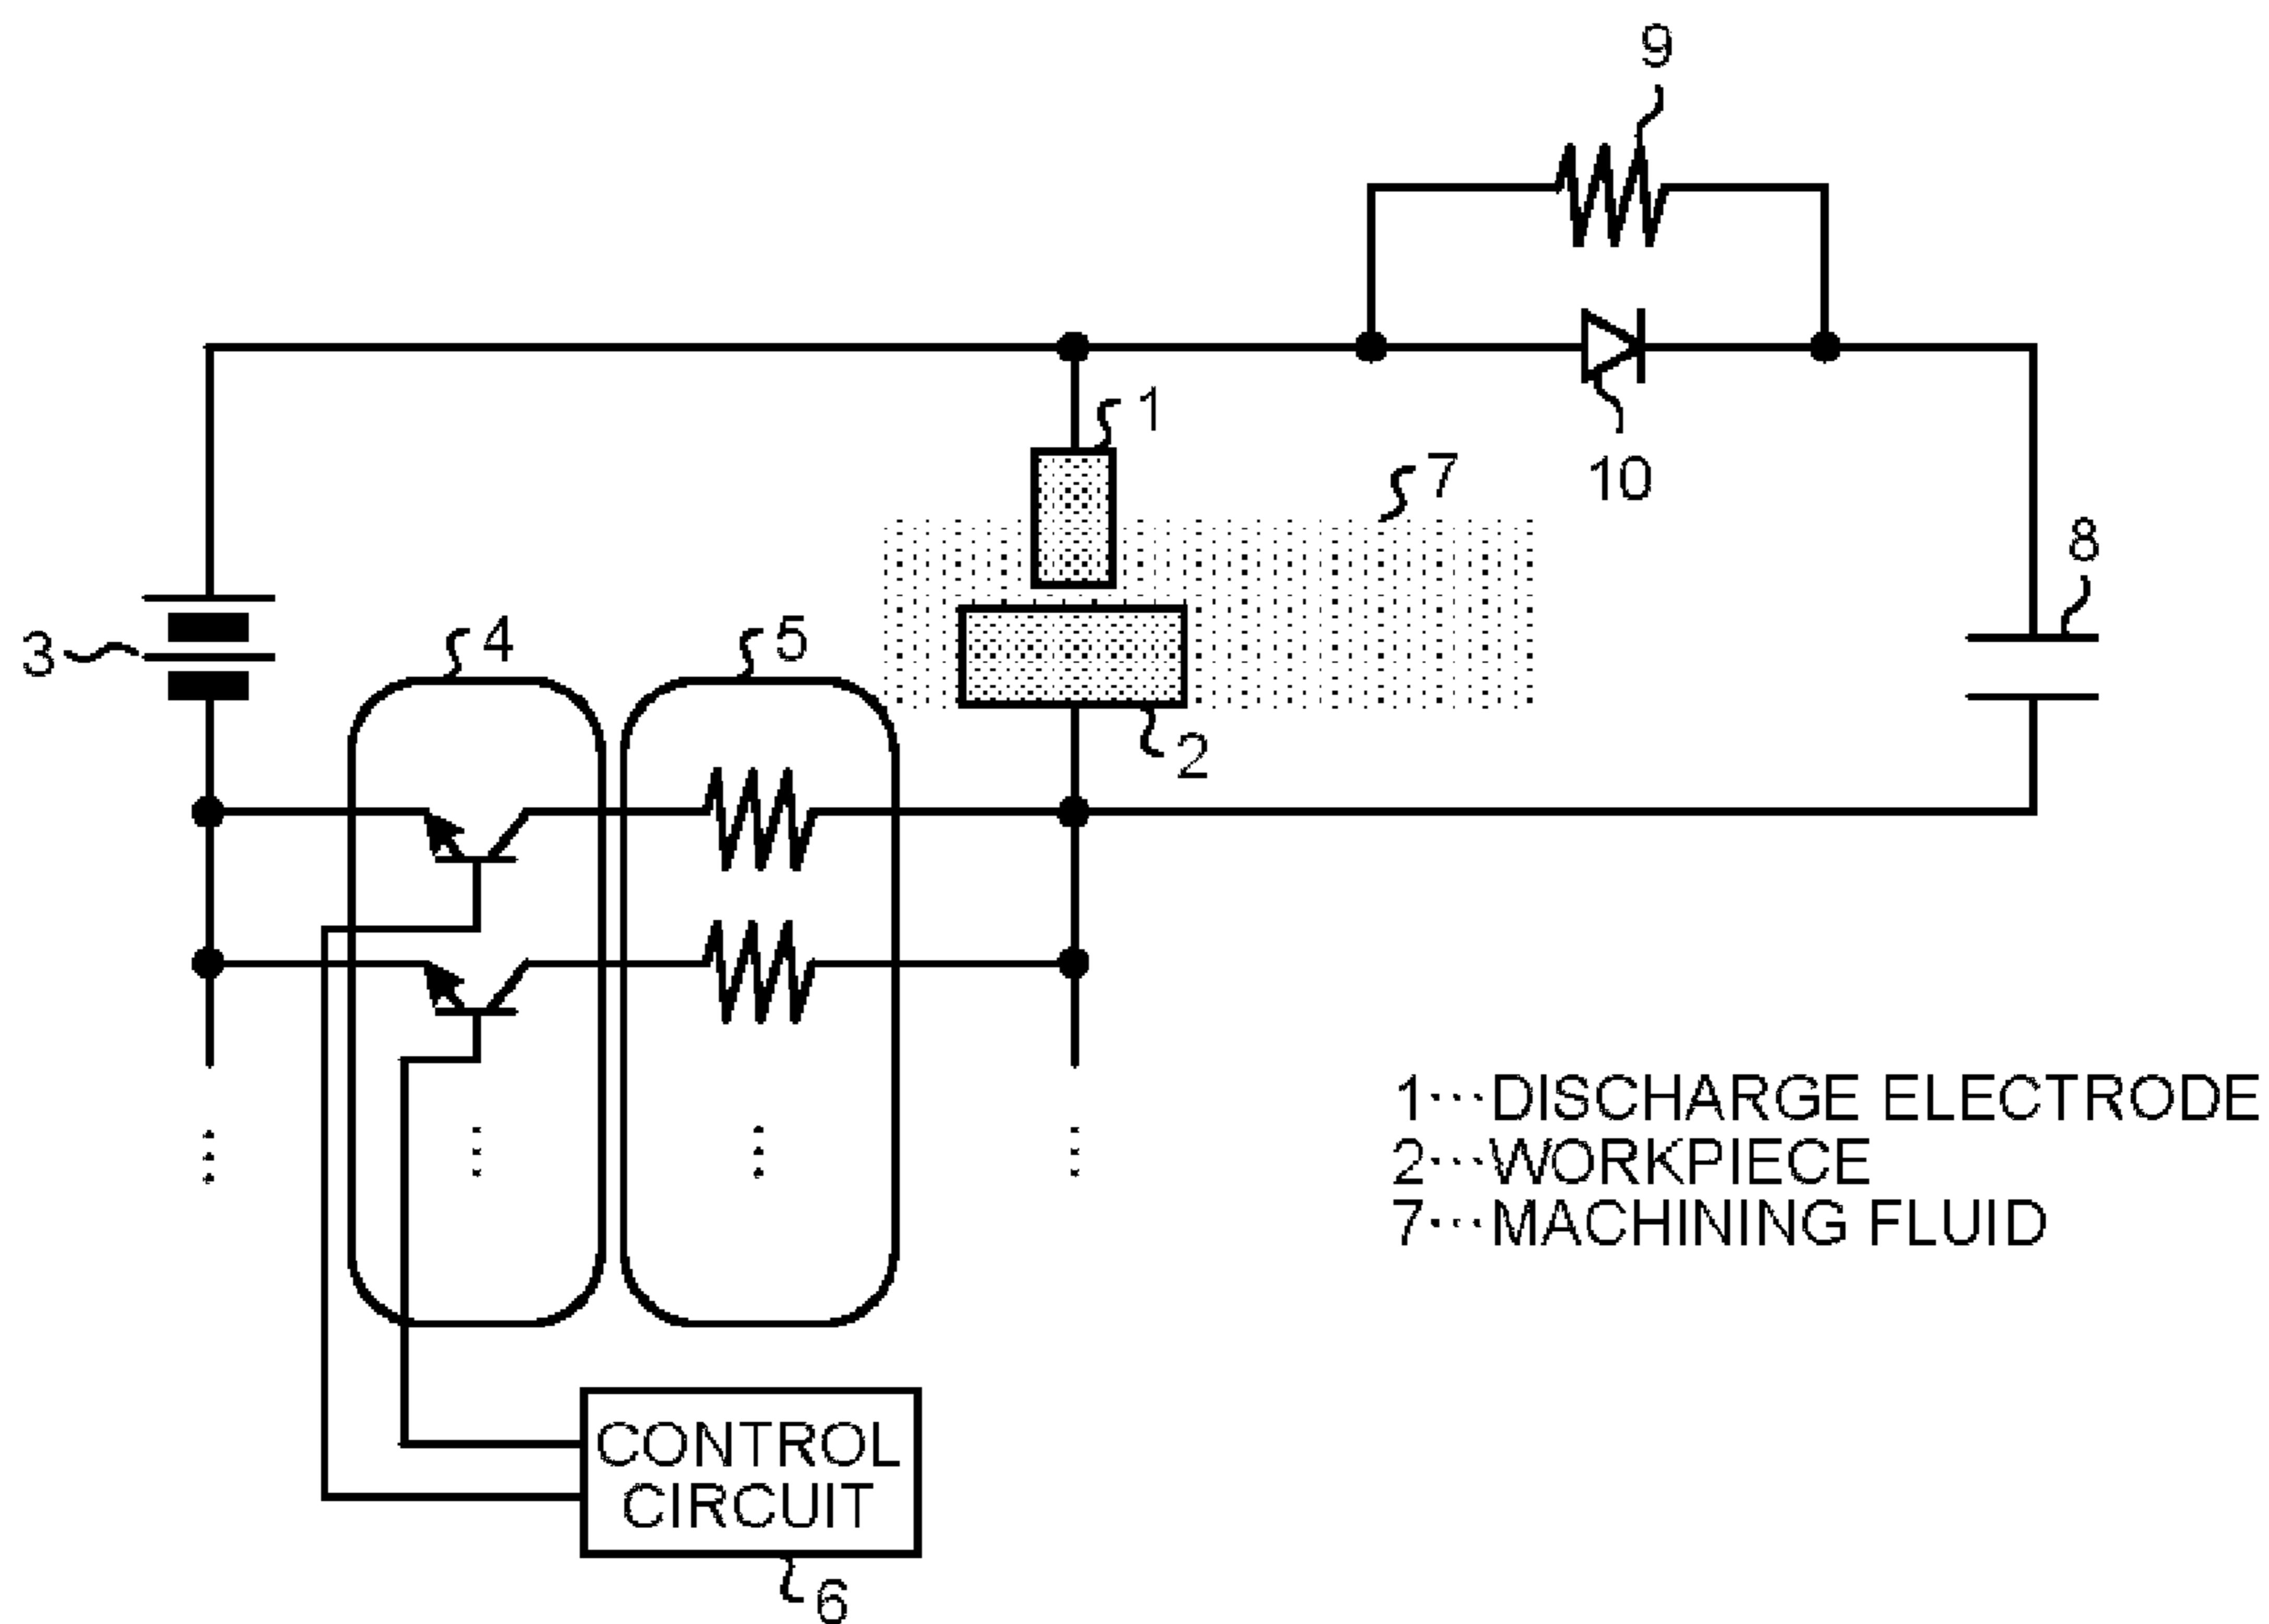 9
1
7
10
8
3
4
5
2
1···DISCHARGE ELECTRODE
2···WORKPIECE
7···MACHINING FLUID
CONTROL
CIRCUIT
6